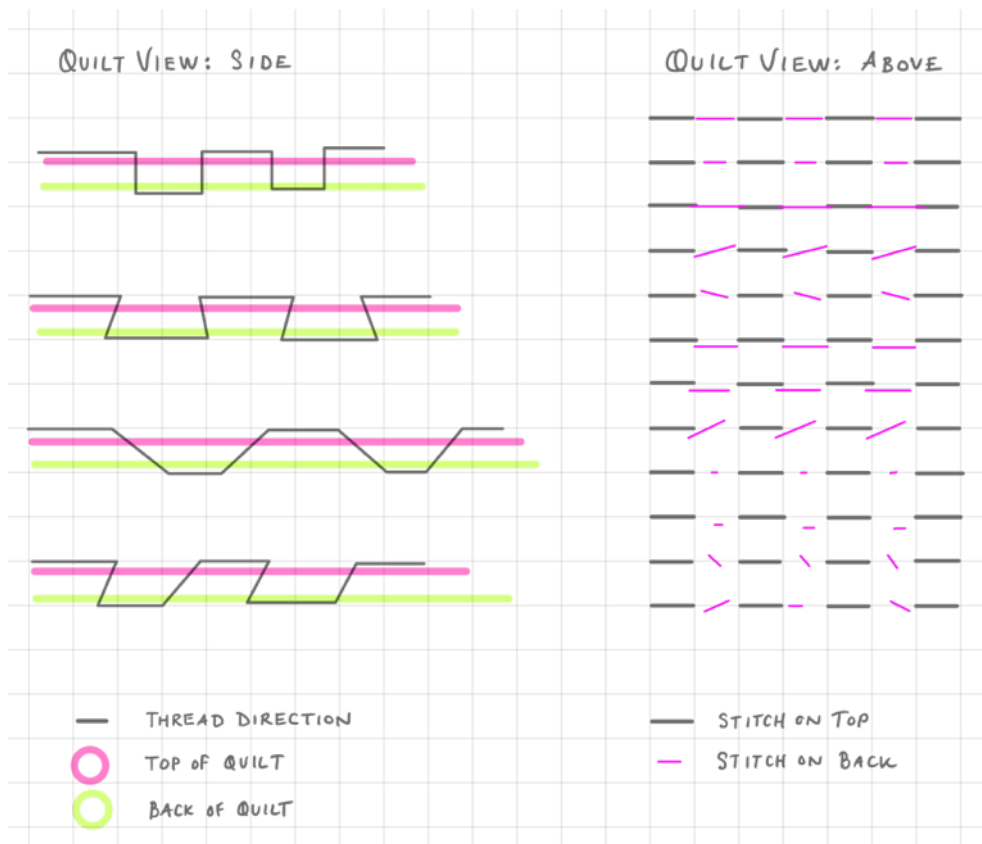 QUILT VIEW: SIDE
QUILT VIEW: ABOVE
THREAD DIRECTION
TOP OF QUILT
BACK OF QUILT
STITCH ON TOP
STITCH ON BACK